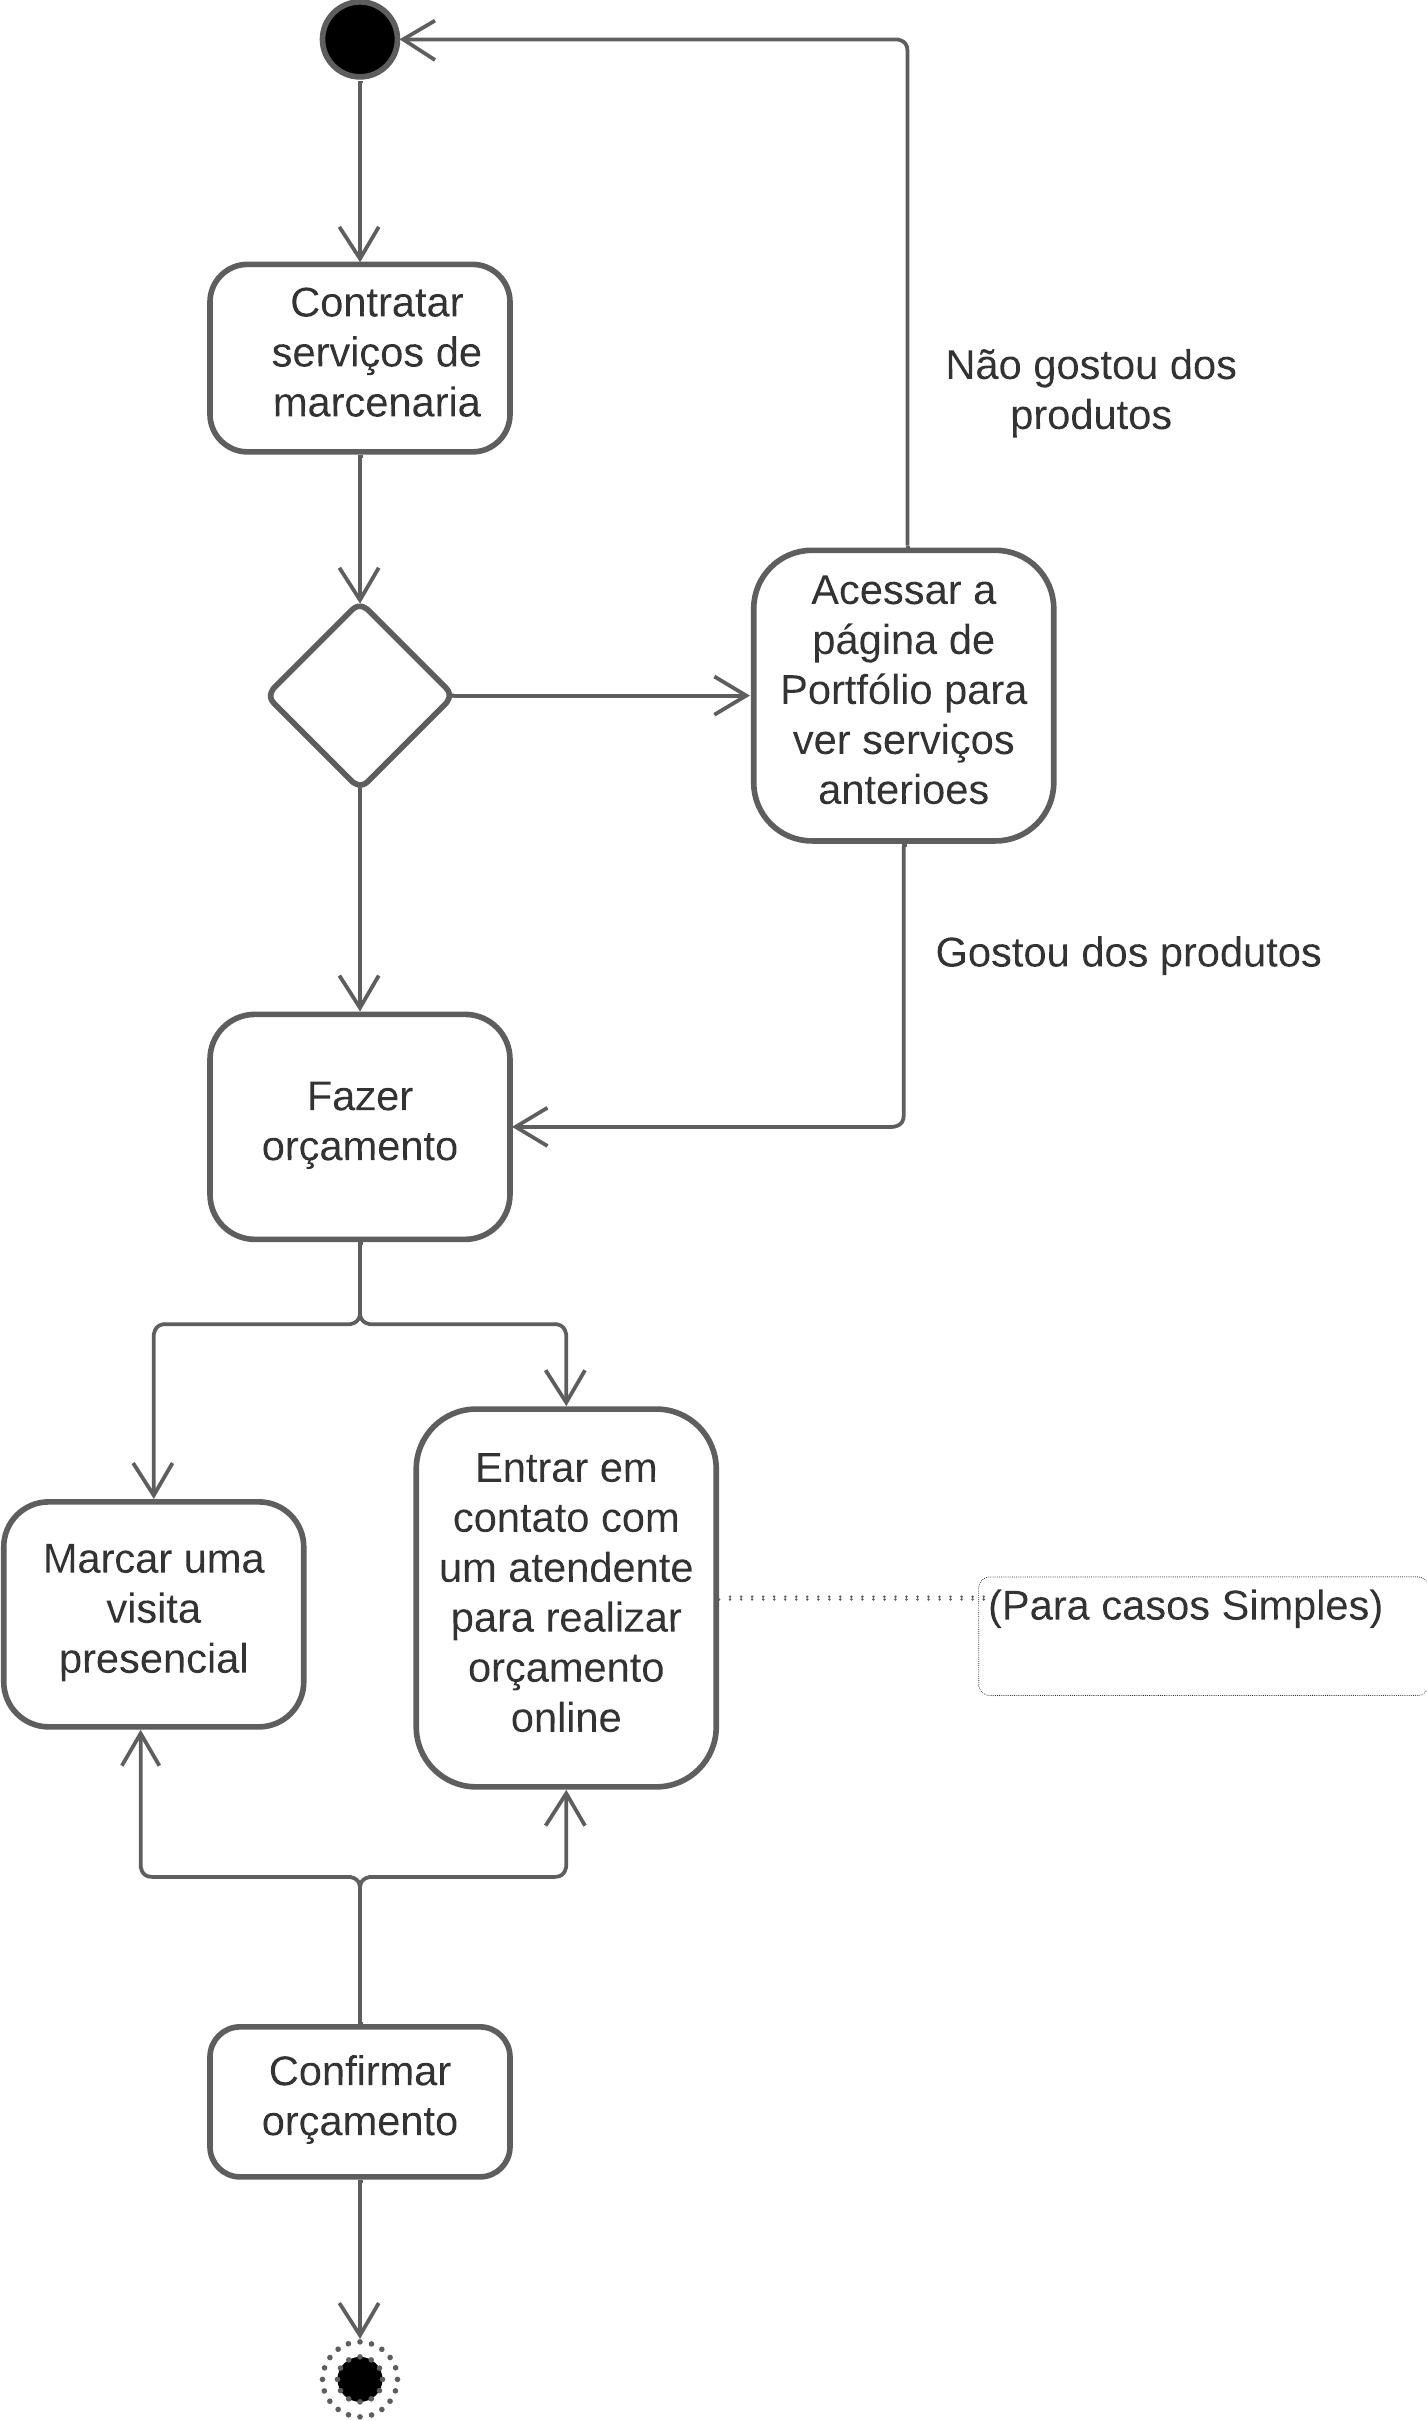 Contratar
serviços de
marcenaria
Não gostou dos
produtos
Acessar a
página de
Portfólio para
ver serviços
anterioes
Gostou dos produtos
Fazer
orçamento
Marcar uma
visita
presencial
Entrar em
contato com
um atendente
para realizar
orçamento
online
(Para casos Simples)
Confirmar
orçamento